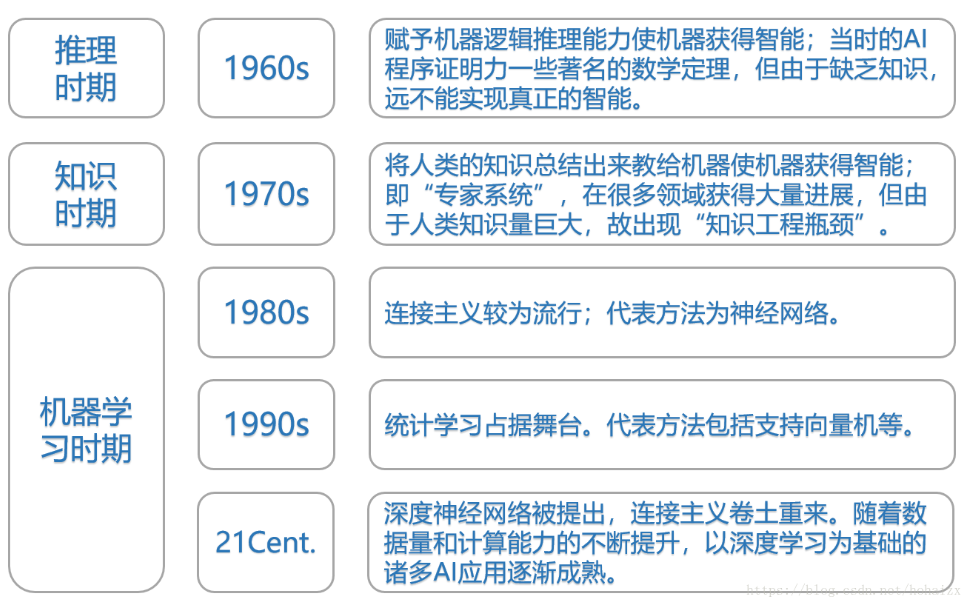 推理
时期
1960s
赋予机器逻辑推理能力使机器获得智能；当时的AI
程序证明力一些著名的数学定理，但由于缺乏知识，
远不能实现真正的智能。
知识
时期
1970s
将人类的知识总结出来教给机器使机器获得智能；
即“专家系统”，在很多领域获得大量进展，但由
于人类知识量巨大，故出现“知识工程瓶颈”。
机器学
习时期
1980s
连接主义较为流行；代表方法为神经网络。
1990s
统计学习占据舞台。代表方法包括支持向量机等。
21Cent.
深度神经网络被提出，连接主义卷土重来。随着数
据量和计算能力的不断提升，以深度学习为基础的
诸多AI应用逐渐成熟。